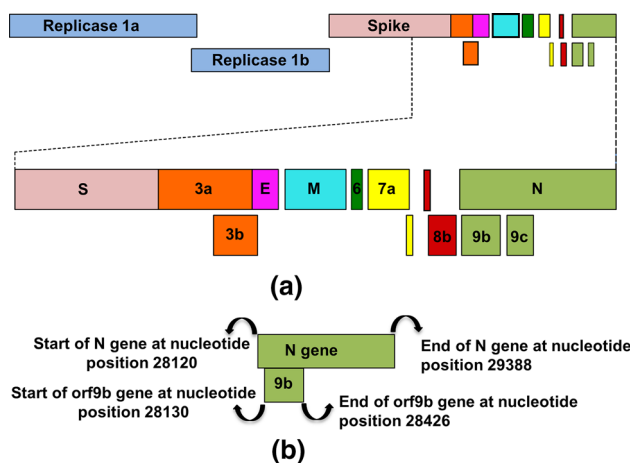 Replicase 1a
Spike
Replicase 1b
S
3a
E
M
6
7a
N
3b
8b
9b
9c
(a)
Start of N gene at nucleotide
position 28120
N gene
End of N gene at nucleotide
position 29388
9b
Start of orf9b gene at nucleotide
position 28130
End of orf9b gene at nucleotide
position 28426
(b)